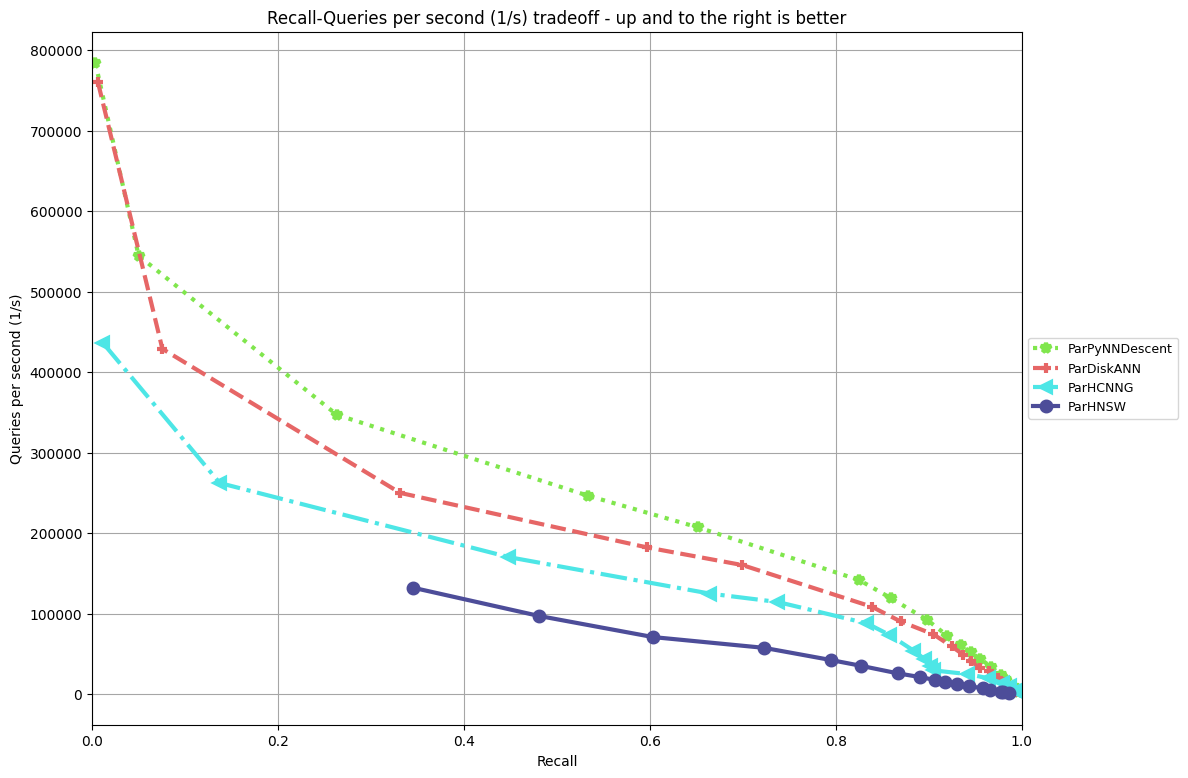 Recall-Queries per second (1/s) tradeoff - up and to the right is better
800000
700000
600000
500000
400000
300000
200000
100000
0
Queries per second (1/s)
0.0 0.2 0.4 0.6 0.8 1.0
Recall
ParPyNNDescent
ParDiskANN
ParHCNNG
ParHNSW